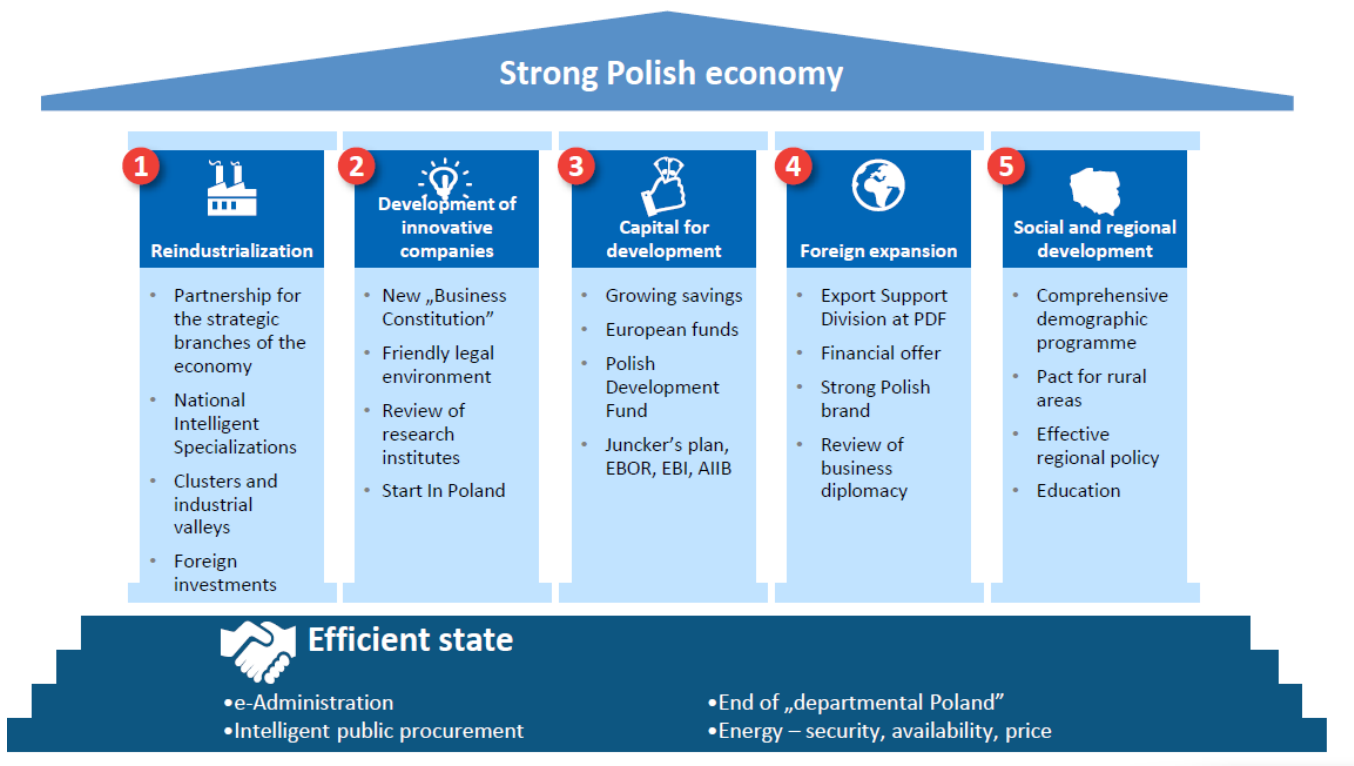 Strong Polish economy
1
Reindustrialization
• Partnership for
the strategic
branches of the
economy
• National
Intelligent
Specializations
• Clusters and
industrial
valleys
• Foreign
investments
2
Development of
innovative
companies
• New „Business
Constitution”
• Friendly legal
environment
• Review of
research
institutes
• Start In Poland
3
Capital for
development
• Growing savings
• European funds
• Polish
Development
Fund
• Juncker’s plan,
EBOR, EBI, AIIB
4
Foreign expansion
• Export Support
Division at PDF
• Financial offer
• Strong Polish
brand
• Review of
business
diplomacy
5
Social and regional
development
• Comprehensive
demographic
programme
• Pact for rural
areas
• Effective
regional policy
• Education
Efficient state
•e-Administration
•Intelligent public procurement
•End of „departmental Poland”
•Energy – security, availability, price